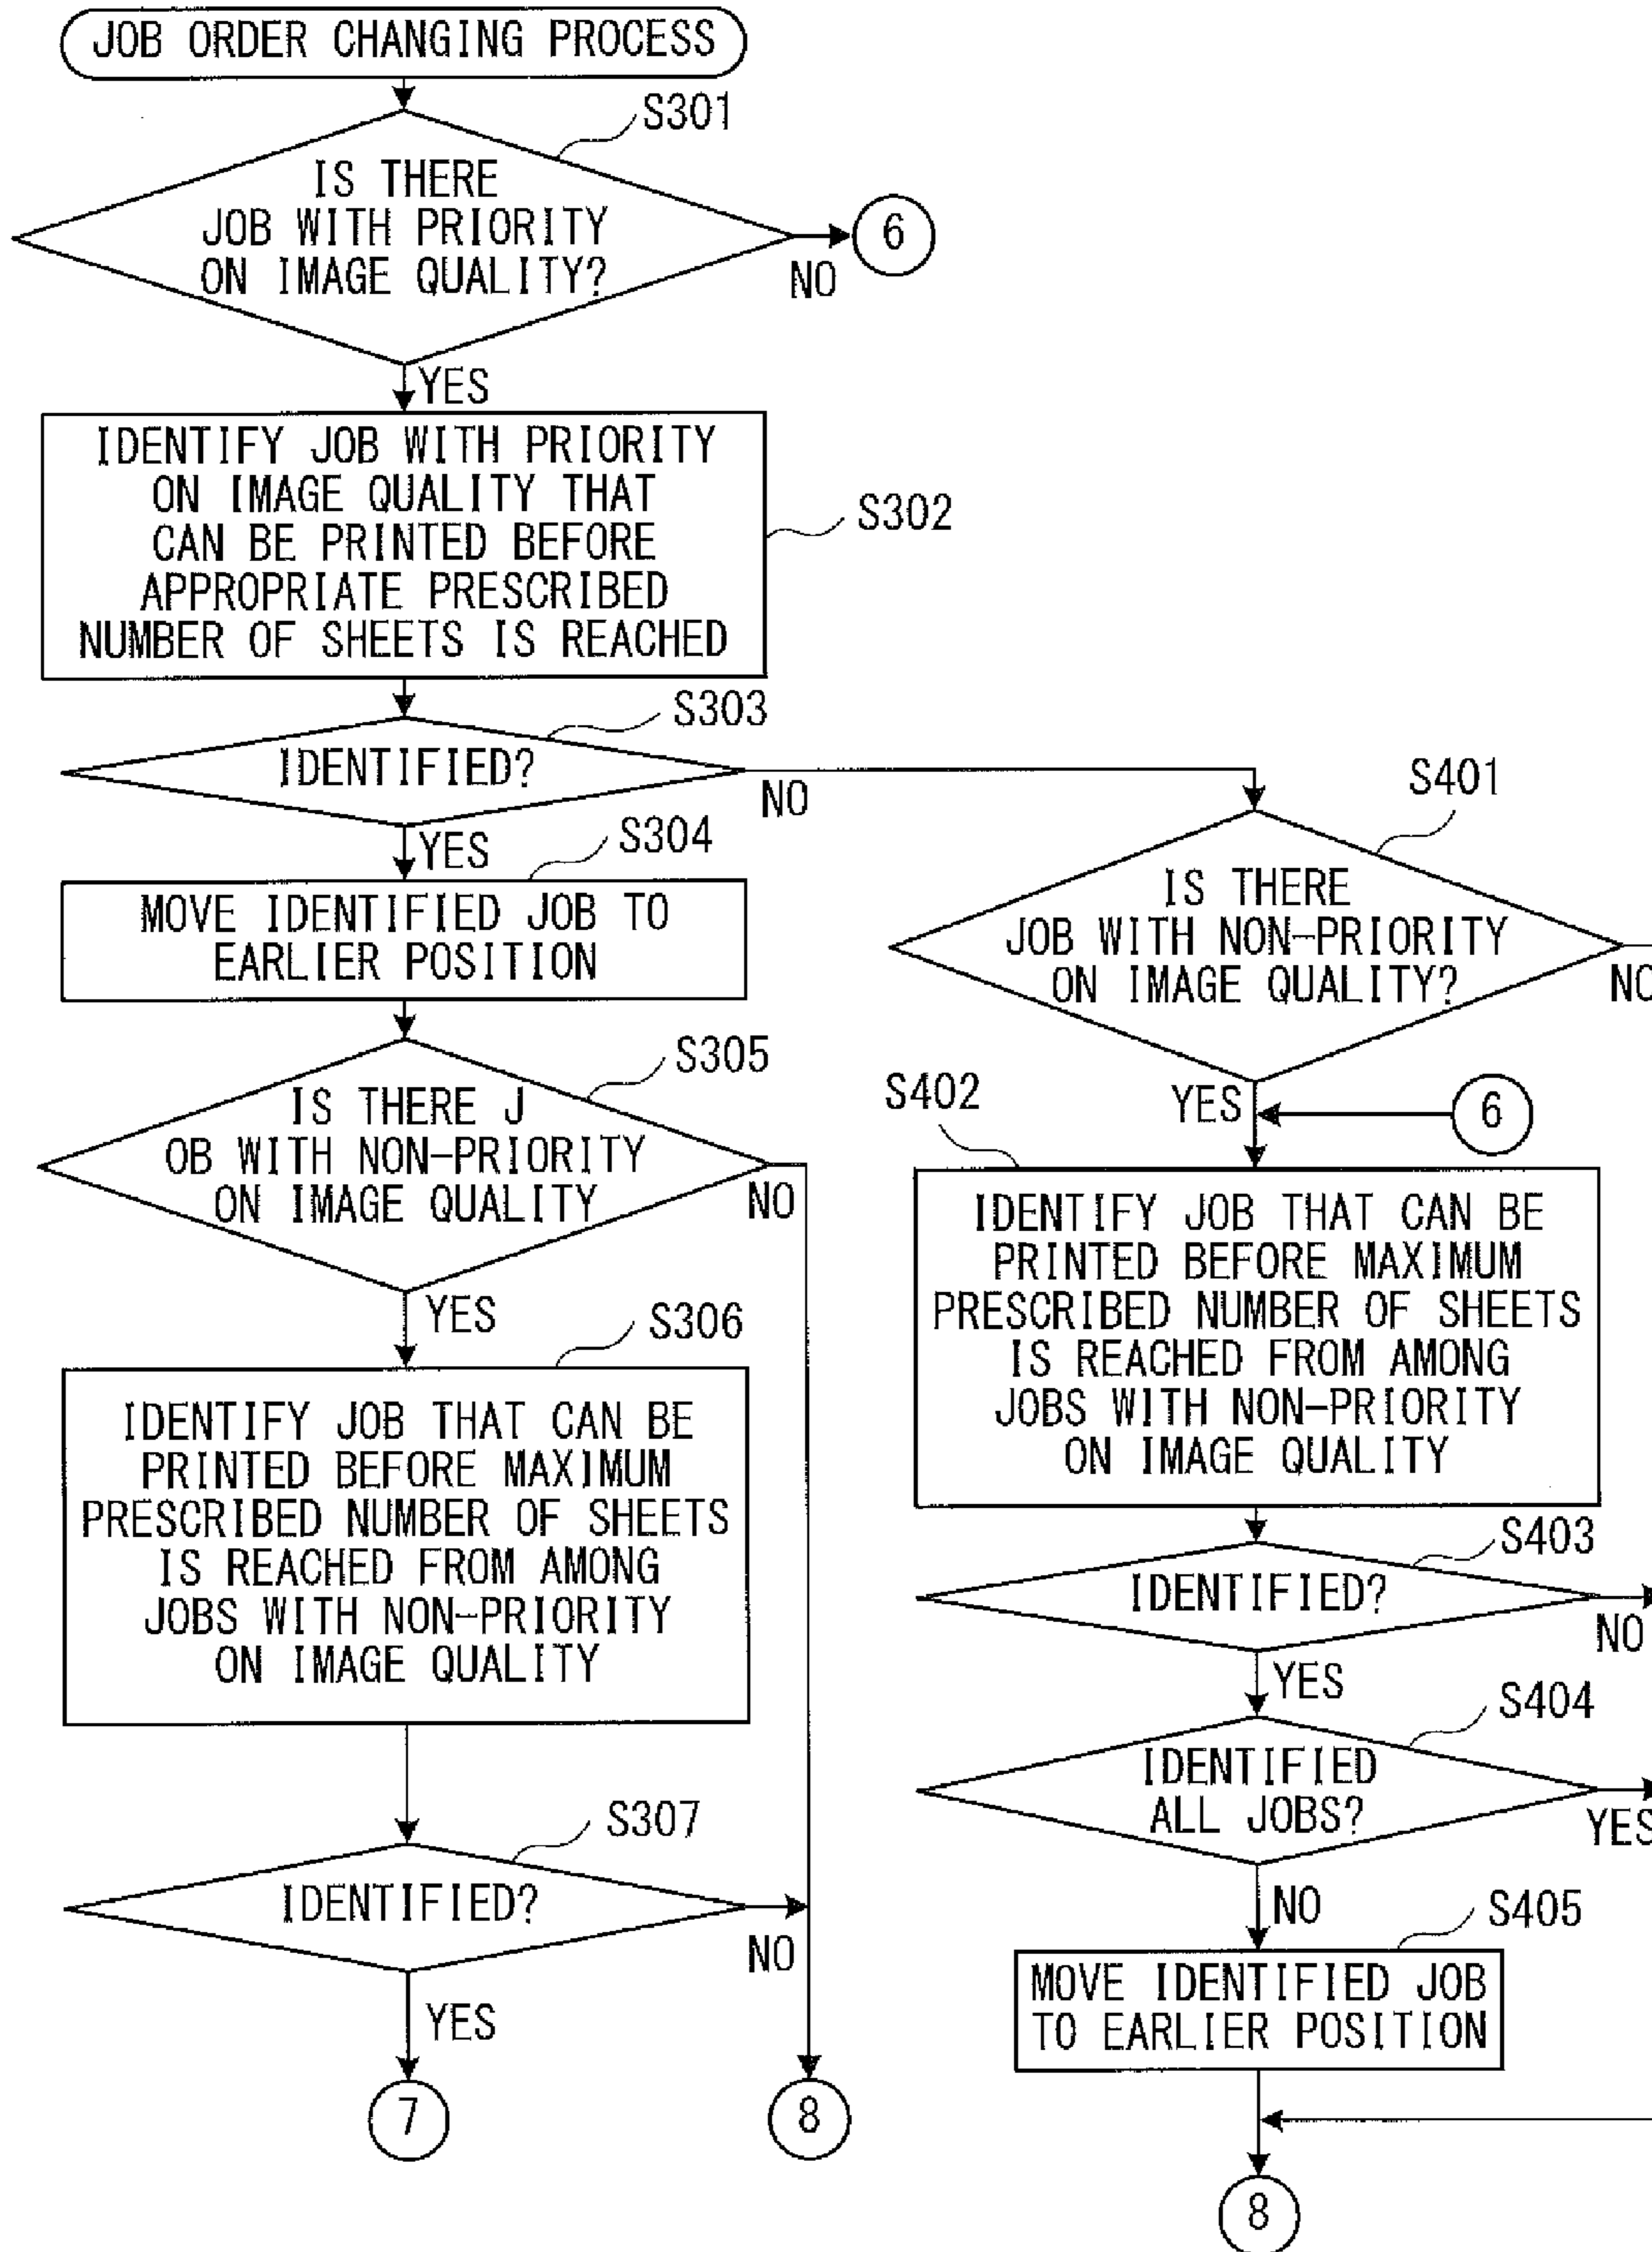 JOB ORDER CHANGING PROCESS
S301
IS THERE
JOB WITH PRIORITY
ON IMAGE QUALITY?
6
NO
YES
IDENTIFY JOB WITH PRIORITY
ON IMAGE QUALITY THAT
CAN BE PRINTED BEFORE
APPROPRIATE PRESCRIBED
NUMBER OF SHEETS IS REACHED
S302
S303
IDENTIFIED?
NO
YES
S304
MOVE IDENTIFIED JOB TO
EARLIER POSITION
S305
IS THERE J
OB WITH NON-PRIORITY
ON IMAGE QUALITY
NO
YES
S306
IDENTIFY JOB THAT CAN BE
PRINTED BEFORE MAXIMUM
PRESCRIBED NUMBER OF SHEETS
IS REACHED FROM AMONG
JOBS WITH NON-PRIORITY
ON IMAGE QUALITY
S307
IDENTIFIED?
NO
YES
7
8
S401
IS THERE
JOB WITH NON-PRIORITY
ON IMAGE QUALITY?
NO
S402
YES
6
IDENTIFY JOB THAT CAN BE
PRINTED BEFORE MAXIMUM
PRESCRIBED NUMBER OF SHEETS
IS REACHED FROM AMONG
JOBS WITH NON-PRIORITY
ON IMAGE QUALITY
S403
IDENTIFIED?
NO
YES
S404
IDENTIFIED
ALL JOBS?
YES
NO
S405
MOVE IDENTIFIED JOB
TO EARLIER POSITION
8